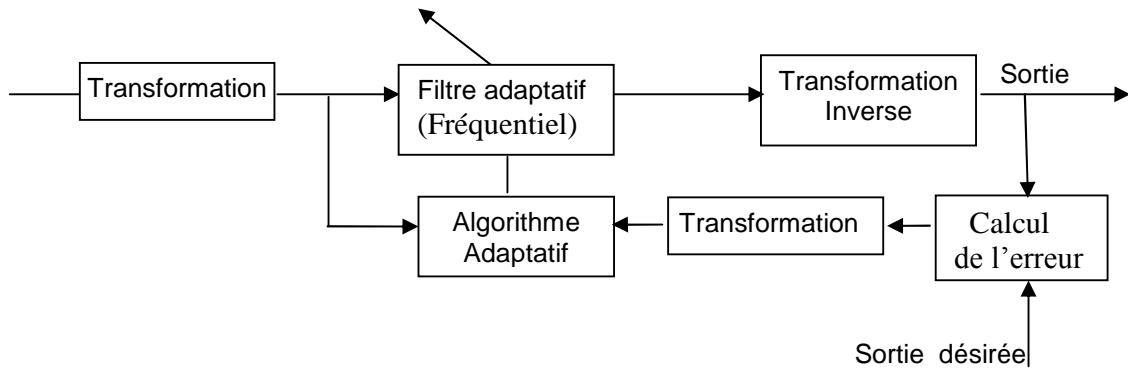 Transformation
Filtre adaptatif
(Fréquentiel)
Transformation
Inverse
Sortie
Algorithme
Adaptatif
Transformation
Calcul
de l’erreur
Sortie désirée